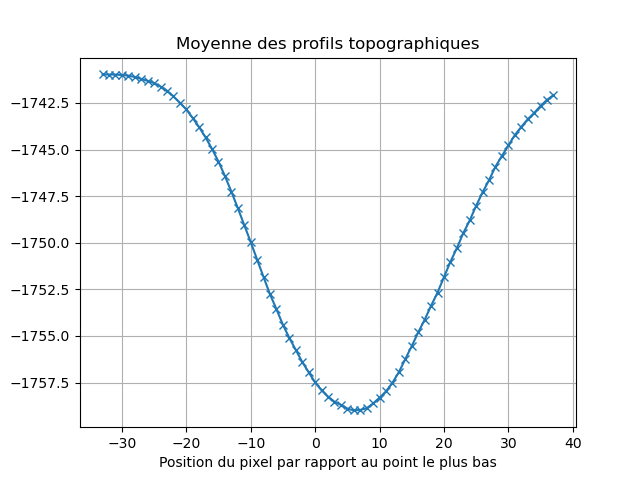 Moyenne des profils topographiques
−1742.5
−1745.0
−1747.5
−1750.0
−1752.5
−1755.0
−1757.5
−30 −20 −10 0 10 20 30 40
Position du pixel par rapport au point le plus bas